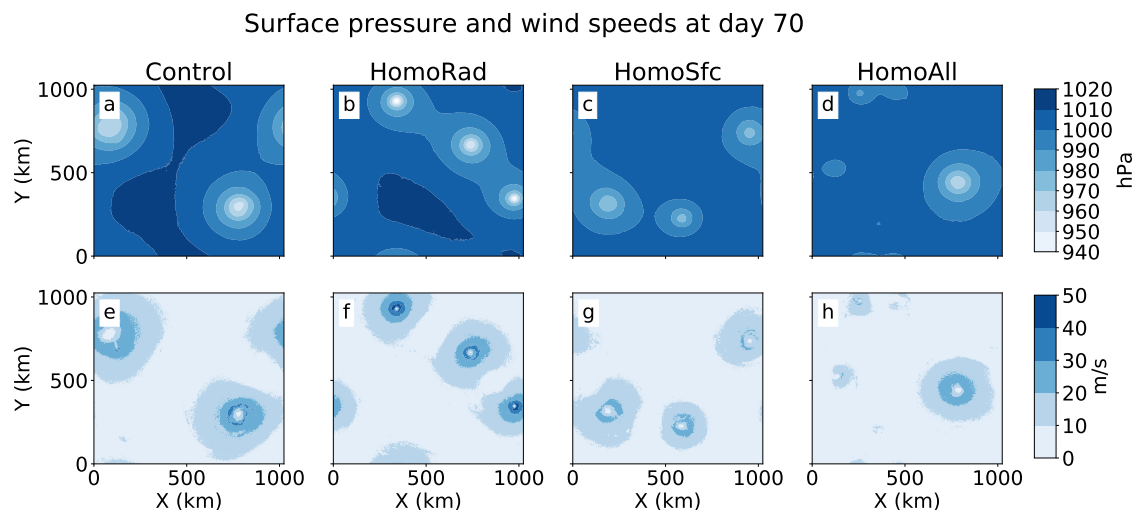 Surface pressure and wind speeds at day 70
Control HomoRad HomoSfc HomoAll
a b c d
Y (km)
1000
500
0
1020
1010
1000
990
980
970
960
950
940
hPa
e f g h
Y (km)
1000
500
0
0 500 1000 0 500 1000 0 500 1000 0 500 1000
X (km) X (km) X (km) X (km)
50
40
30
20
10
0
m/s